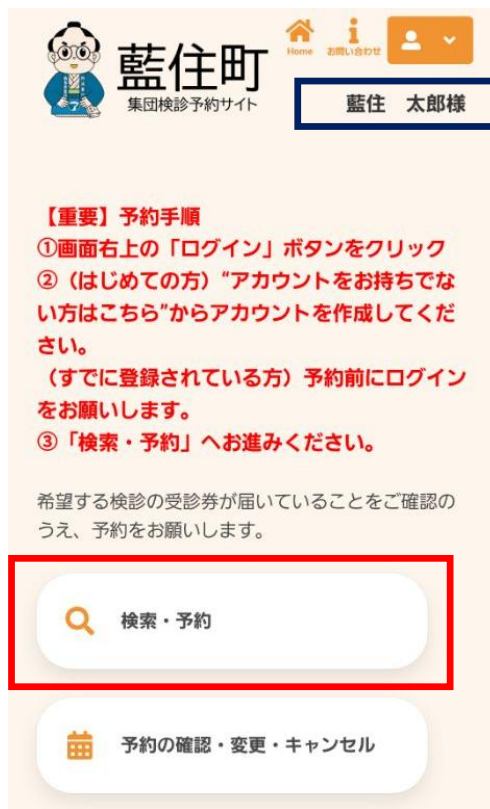 藍住町
集団検診予約サイト
Home お問い合わせ
藍住　太郎様
7
【重要】予約手順
①画面右上の「ログイン」ボタンをクリック
②（はじめての方）“アカウントをお持ちでな
い方はこちら”からアカウントを作成してくだ
さい。
（すでに登録されている方）予約前にログイン
をお願いします。
③「検索・予約」へお進みください。
希望する検診の受診券が届いていることをご確認の
うえ、予約をお願いします。
検索・予約
予約の確認・変更・キャンセル